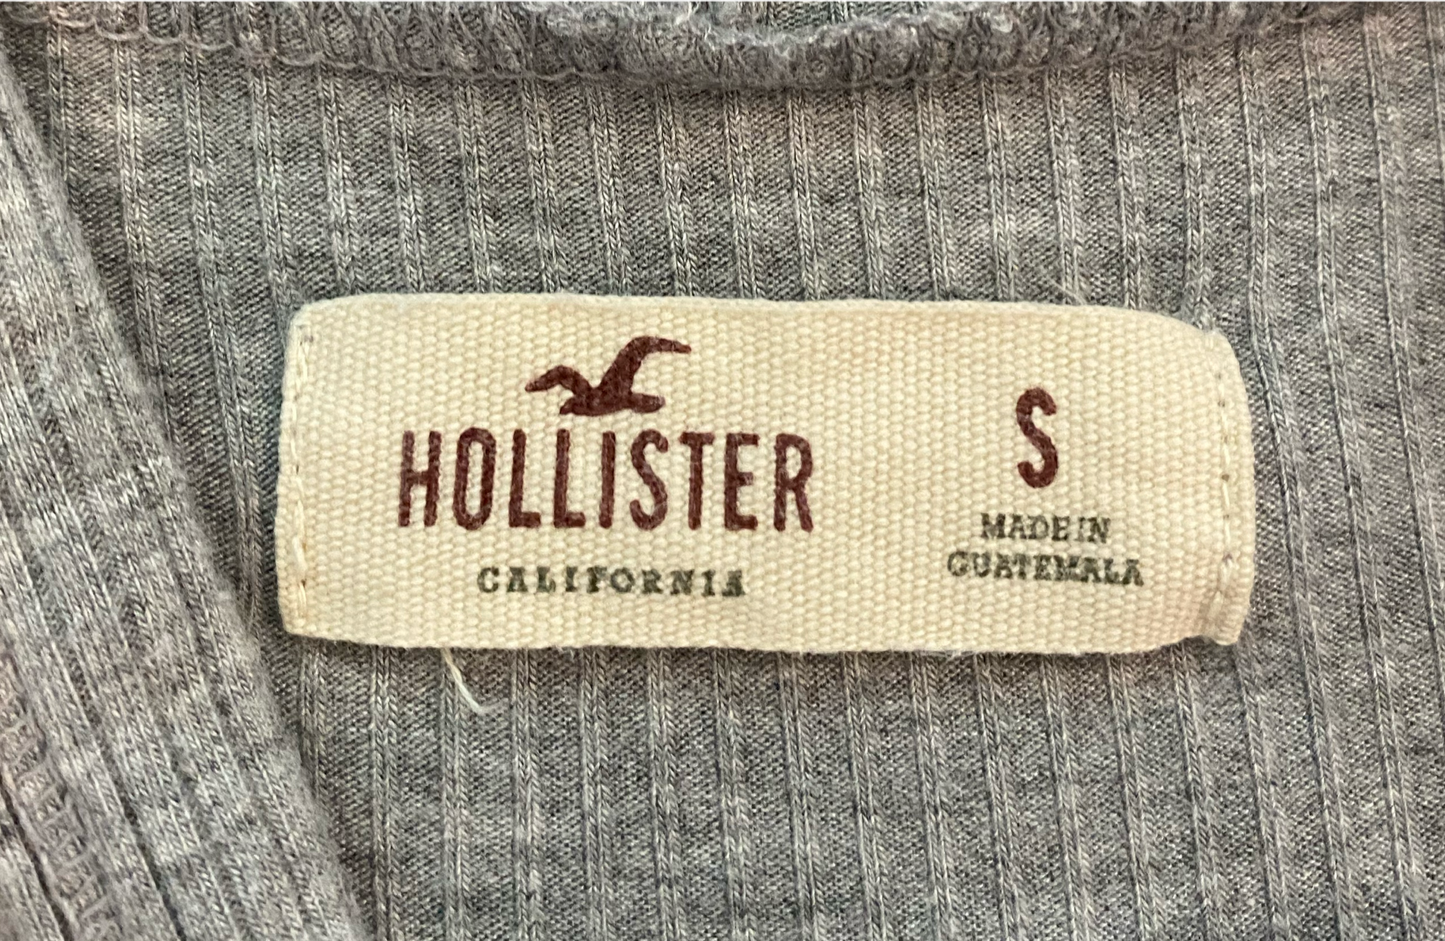 HOLLISTER
CALIFORNIA
S
MADE IN
GUATEMALA